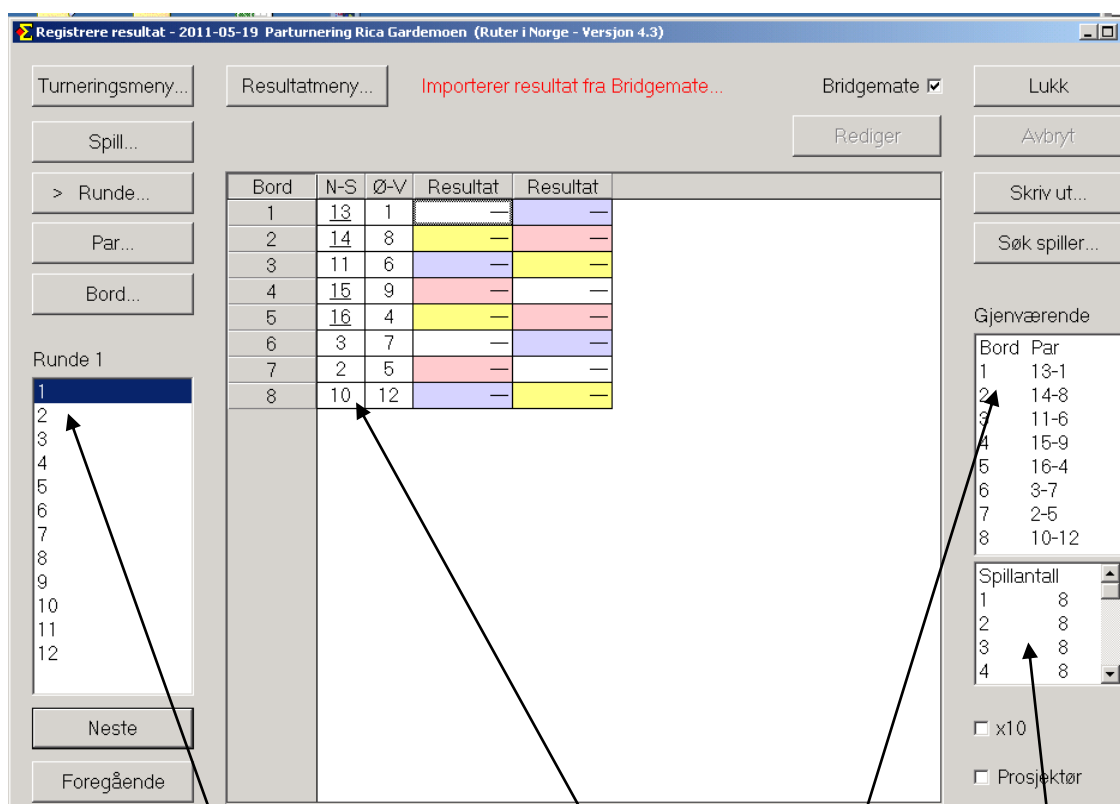 Registrere resultat - 2011-05-19 Parturnering Rica Gardemoen (Ruter i Norge - Versjon 4.3)
Turneringsmeny...
Resultatmeny...
Importerer resultat fra Bridgemate...
Bridgemate
Lukk
Spill...
Rediger
Avbryt
> Runde...
Skriv ut...
Par...
Søk spiller...
Bord...
Bord N-S Ø-V Resultat Resultat
1 13 1 — —
2 14 8 — —
3 11 6 — —
4 15 9 — —
5 16 4 — —
6 3 7 — —
7 2 5 — —
8 10 12 — —
Runde 1
1
2
3
4
5
6
7
8
9
10
11
12
Neste
Foregående
Gjenværende
Bord Par
1 13-1
2 14-8
3 11-6
4 15-9
5 16-4
6 3-7
7 2-5
8 10-12
Spillantall
1 8
2 8
3 8
4 8
x10
Prosjektør